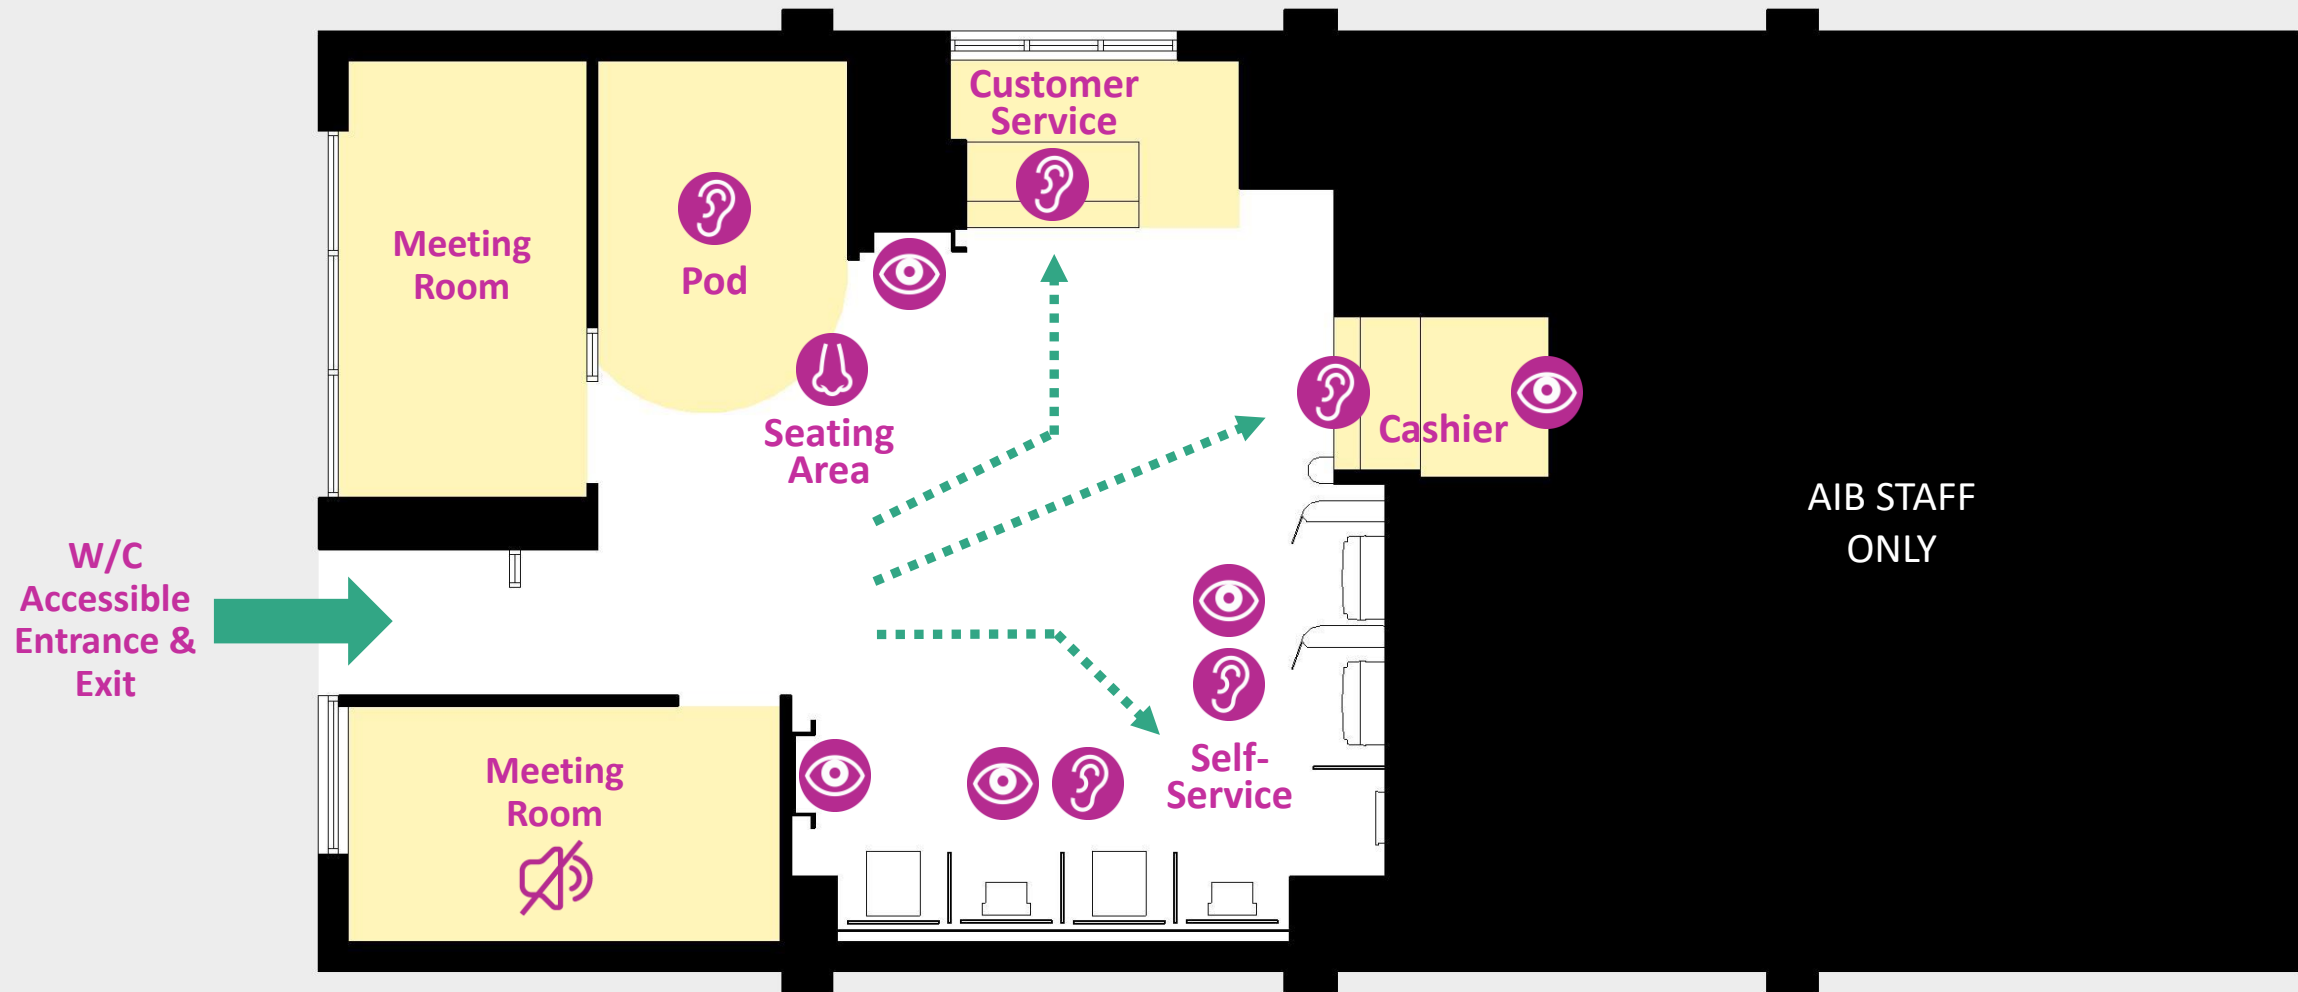 Customer
Service
Meeting
Room
Pod
Seating
Area
Cashier
AIB STAFF
ONLY
W/C
Accessible
Entrance &
Exit
Self-
Service
Meeting
Room